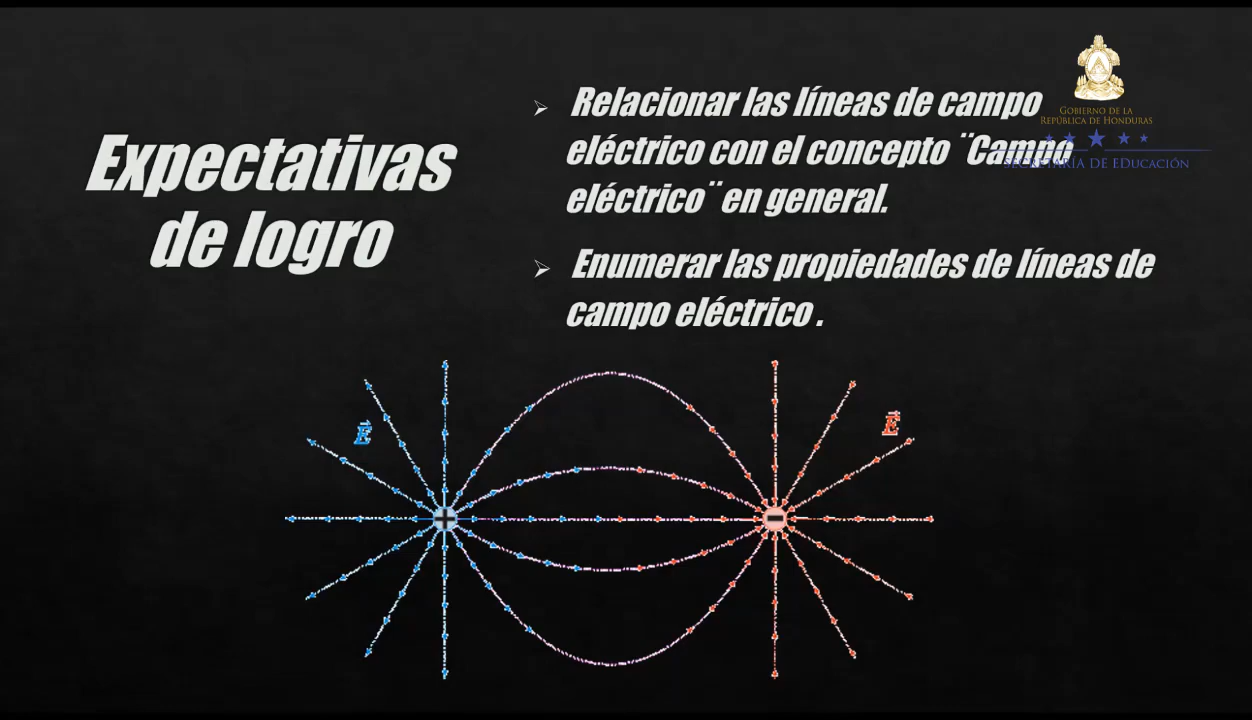 Expectativas
de logro
Relacionar las líneas de campo
eléctrico con el concepto ¨Campo
eléctrico¨ en general.
Enumerar las propiedades de líneas de
campo eléctrico .
GOBIERNO DE LA
REPÚBLICA DE HONDURAS
SECRETARÍA DE EDUCACIÓN
E
E
+
-